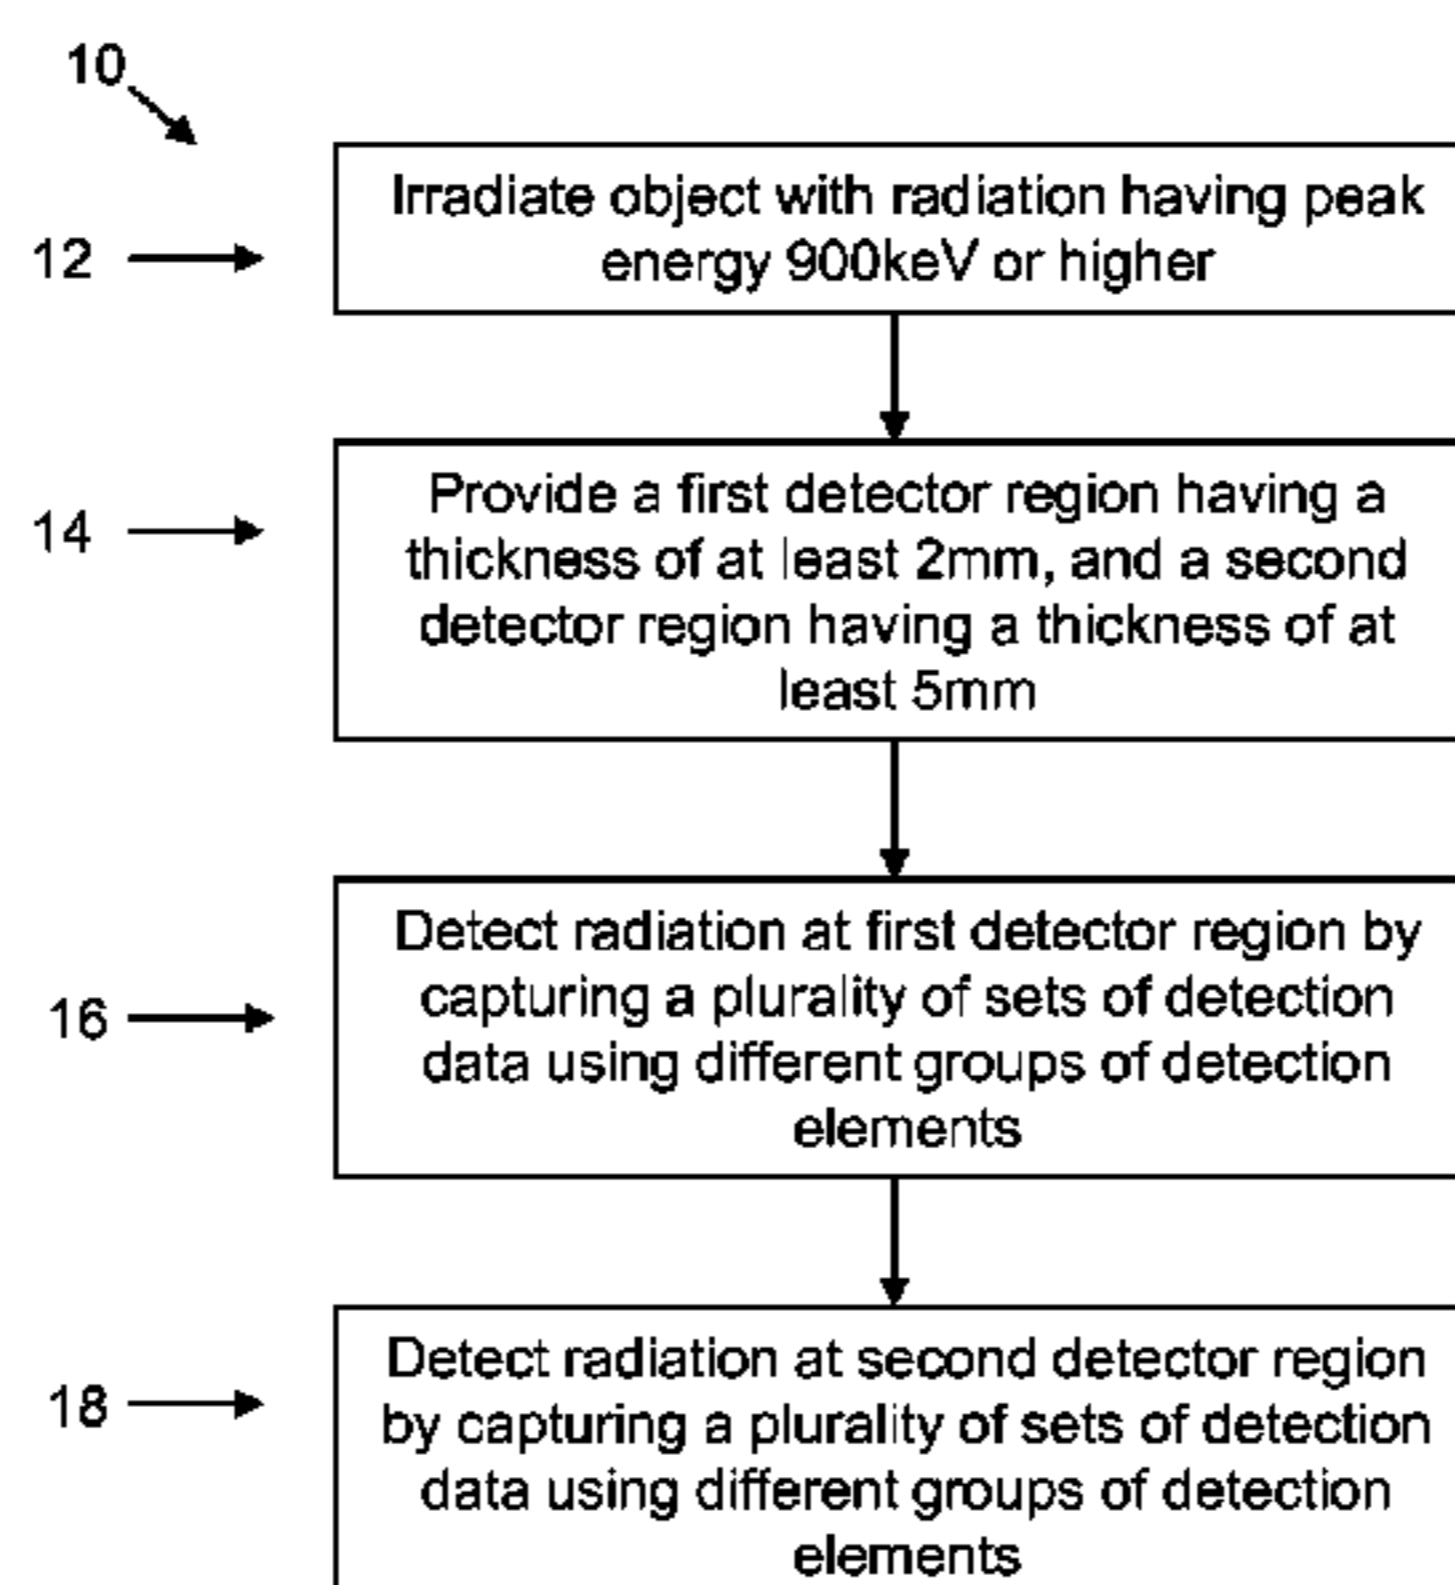 10
12
Irradiate object with radiation having peak
energy 900keV or higher
14
Provide a first detector region having a
thickness of at least 2mm, and a second
detector region having a thickness of at
least 5mm
16
Detect radiation at first detector region by
capturing a plurality of sets of detection
data using different groups of detection
elements
18
Detect radiation at second detector region
by capturing a plurality of sets of detection
data using different groups of detection
elements